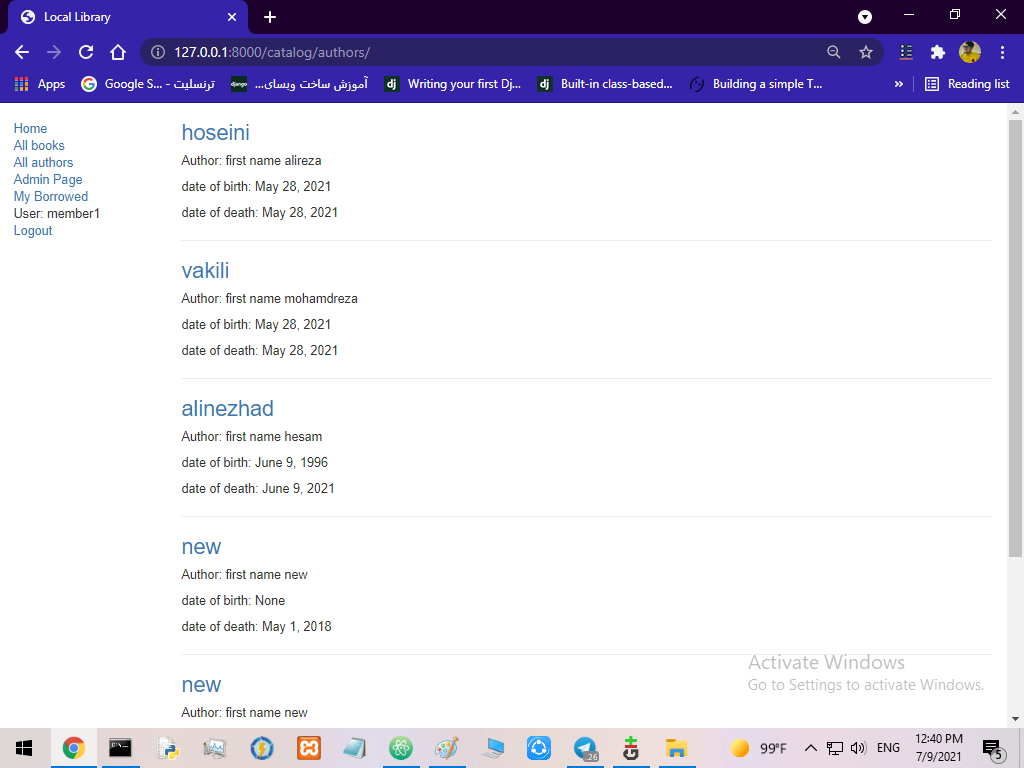 Local Library
127.0.0.1:8000/catalog/authors/
Apps
Google S... - ترنسلیت
آموزش ساخت وبسای...
Writing your first Dj...
Built-in class-based...
Building a simple T...
»
Reading list
Home
All books
All authors
Admin Page
My Borrowed
User: member1
Logout
hoseini
Author: first name alireza
date of birth: May 28, 2021
date of death: May 28, 2021
vakili
Author: first name mohamdreza
date of birth: May 28, 2021
date of death: May 28, 2021
alinezhad
Author: first name hesam
date of birth: June 9, 1996
date of death: June 9, 2021
new
Author: first name new
date of birth: None
date of death: May 1, 2018
new
Author: first name new
Activate Windows
Go to Settings to activate Windows.
99°F
ENG
12:40 PM
7/9/2021
5